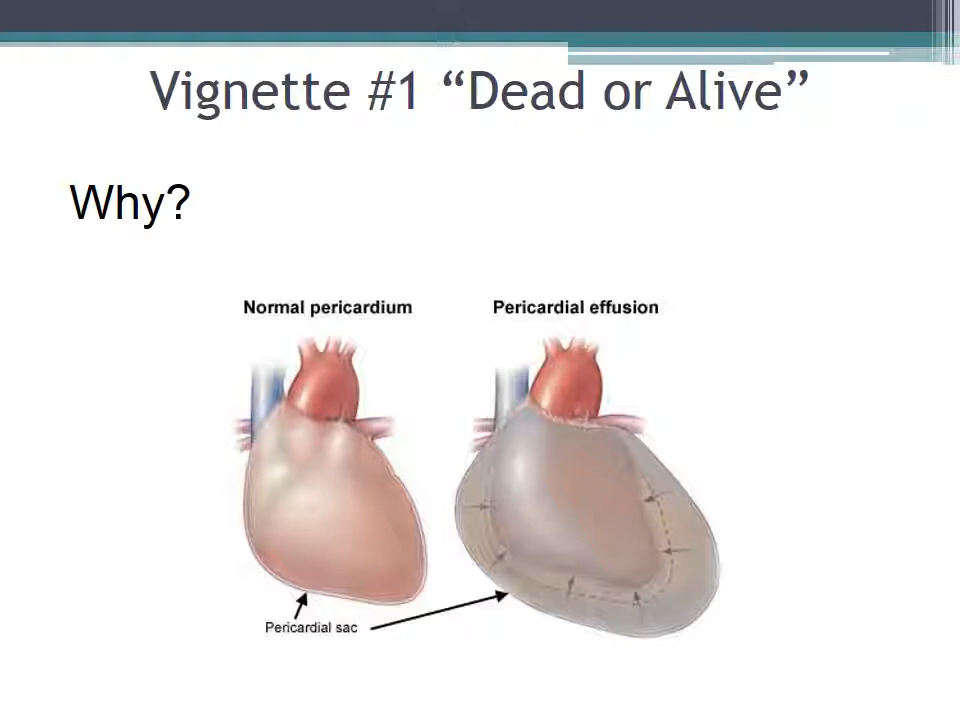 Vignette #1 “Dead or Alive”
Why?
Normal pericardium
Pericardial effusion
Pericardial sac